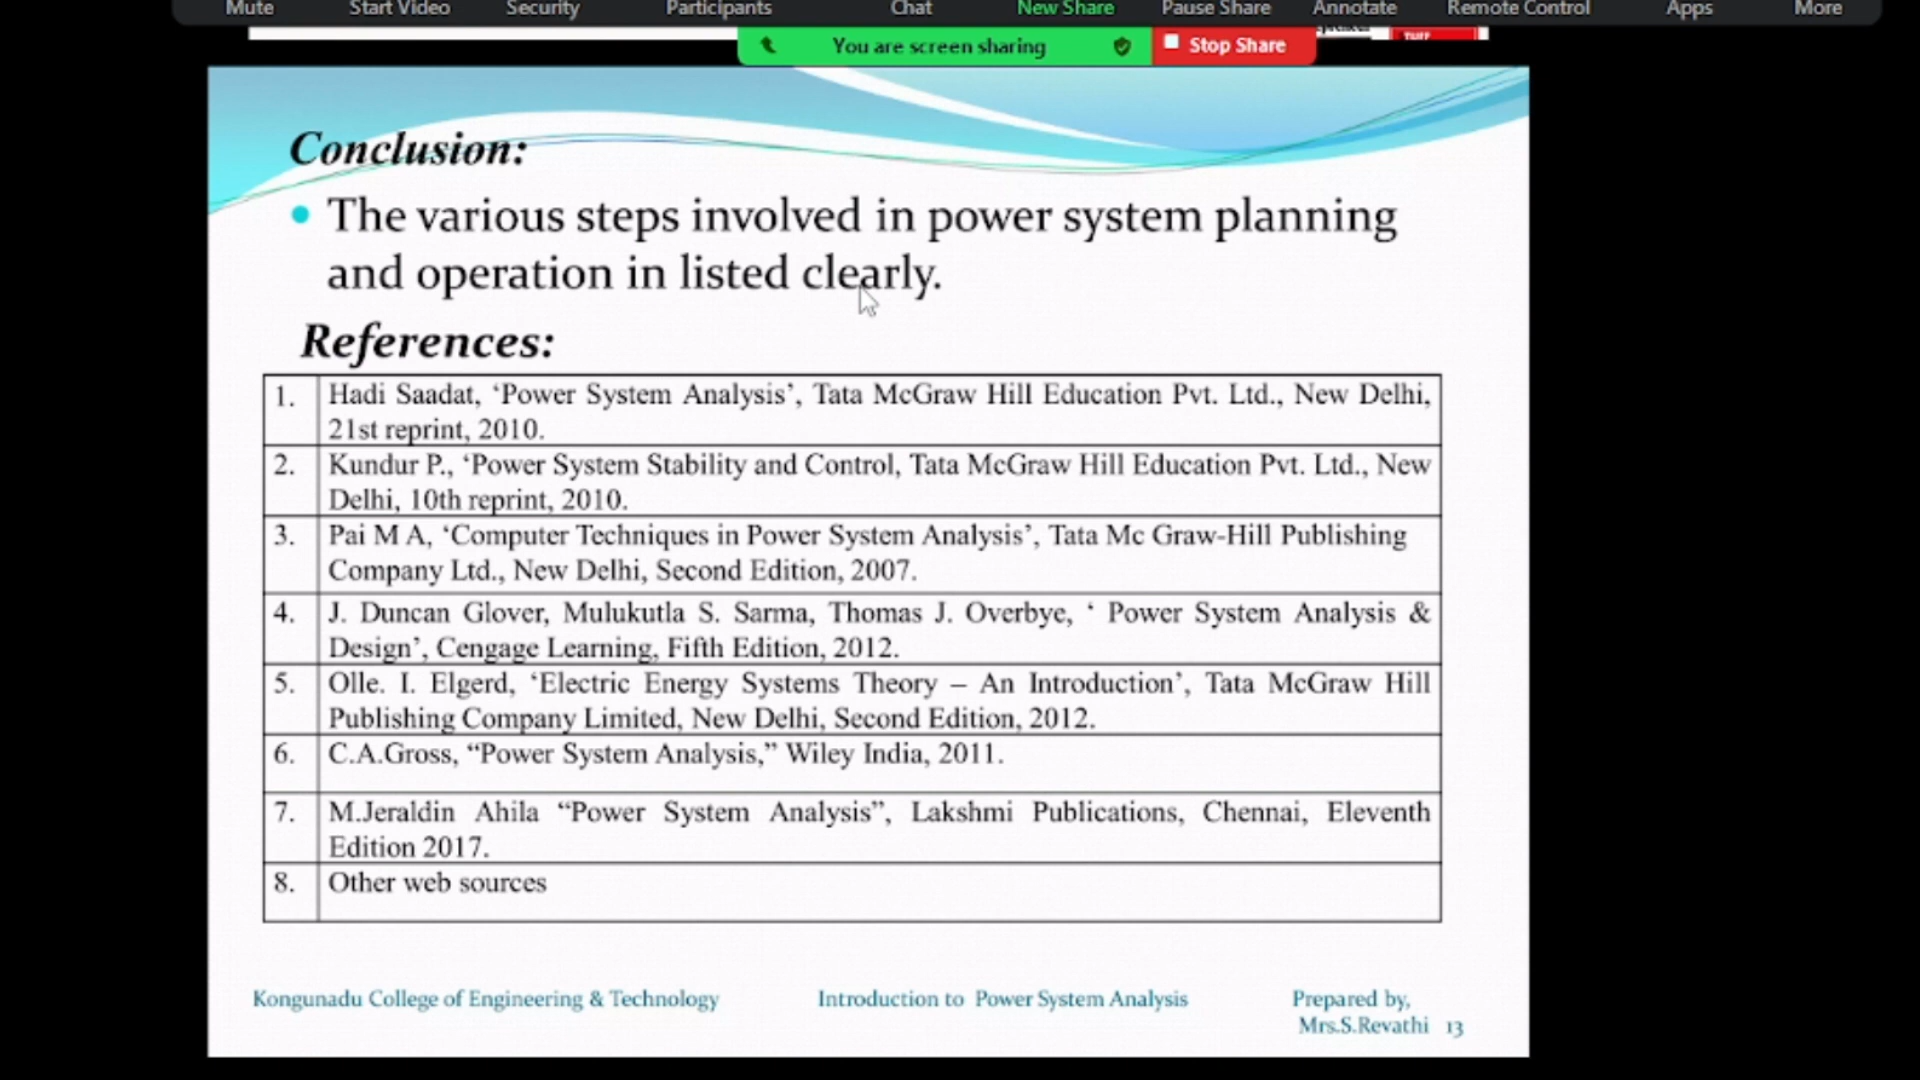 Mute Start Video Security Participants Chat New Share Pause Share Annotate Remote Control Apps More
You are screen sharing Stop Share
Conclusion:
• The various steps involved in power system planning
and operation in listed clearly.
References:
1. Hadi Saadat, ‘Power System Analysis’, Tata McGraw Hill Education Pvt. Ltd., New Delhi,
21st reprint, 2010.
2. Kundur P., ‘Power System Stability and Control, Tata McGraw Hill Education Pvt. Ltd., New
Delhi, 10th reprint, 2010.
3. Pai M A, ‘Computer Techniques in Power System Analysis’, Tata Mc Graw-Hill Publishing
Company Ltd., New Delhi, Second Edition, 2007.
4. J. Duncan Glover, Mulukutla S. Sarma, Thomas J. Overbye, ‘ Power System Analysis &
Design’, Cengage Learning, Fifth Edition, 2012.
5. Olle. I. Elgerd, ‘Electric Energy Systems Theory – An Introduction’, Tata McGraw Hill
Publishing Company Limited, New Delhi, Second Edition, 2012.
6. C.A.Gross, “Power System Analysis,” Wiley India, 2011.
7. M.Jeraldin Ahila “Power System Analysis”, Lakshmi Publications, Chennai, Eleventh
Edition 2017.
8. Other web sources
Kongunadu College of Engineering & Technology Introduction to Power System Analysis Prepared by,
Mrs.S.Revathi 13